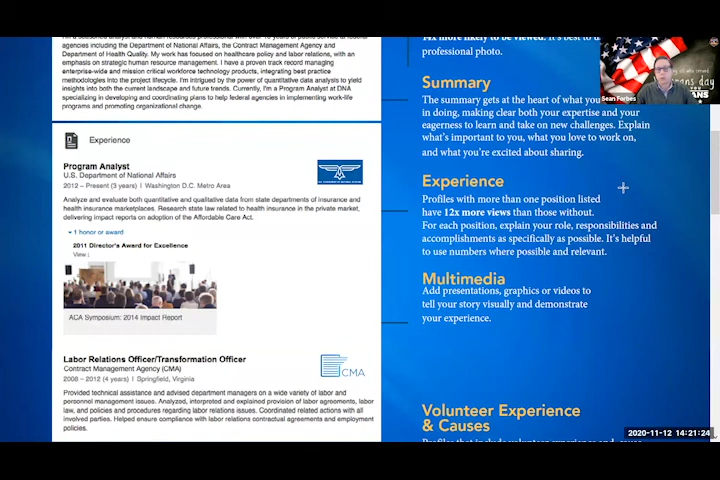 agencies including the Department of National Affairs, the Contract Management Agency and
Department of Health Quality. My work has focused on healthcare policy and labor relations, with an
emphasis on strategic human resource management. I have a proven track record managing
enterprise-wide and mission critical workforce technology products, integrating best practice
methodologies into the project lifecycle. I'm intrigued by the power of quantitative data analysis to yield
insights into both the current landscape and future trends. Currently, I'm a Program Analyst at DNA
specializing in developing and coordinating plans to help federal agencies in implementing work-life
programs and promoting organizational change.
Experience
Program Analyst
U.S. Department of National Affairs
2012 – Present (3 years) I Washington D.C. Metro Area
Analyze and evaluate both quantitative and qualitative data from state departments of insurance and
health insurance marketplaces. Research state law related to health insurance in the private market,
delivering impact reports on adoption of the Affordable Care Act.
1 honor or award
2011 Director's Award for Excellence
View
ACA Symposium: 2014 Impact Report
Labor Relations Officer/Transformation Officer
Contract Management Agency (CMA)
2008 – 2012 (4 years) I Springfield, Virginia
CMA
Provided technical assistance and advised department managers on a wide variety of labor and
personnel management issues. Analyzed, interpreted and explained provision of labor agreements, labor
law, and policies and procedures regarding labor relations issues. Coordinated related actions with all
involved parties. Helped ensure compliance with labor relations contractual agreements and employment
policies.
14x more likely to be viewed. It's best to
professional photo.
Summary
The summary gets at the heart of what you
in doing, making clear both your expertise and your
eagerness to learn and take on new challenges. Explain
what's important to you, what you love to work on,
and what you're excited about sharing.
Experience
Profiles with more than one position listed
have 12x more views than those without.
For each position, explain your role, responsibilities and
accomplishments as specifically as possible. It's helpful
to use numbers where possible and relevant.
Multimedia
Add presentations, graphics or videos to
tell your story visually and demonstrate
your experience.
Volunteer Experience
& Causes
Sean Forbes
2020-11-12 14:21:24